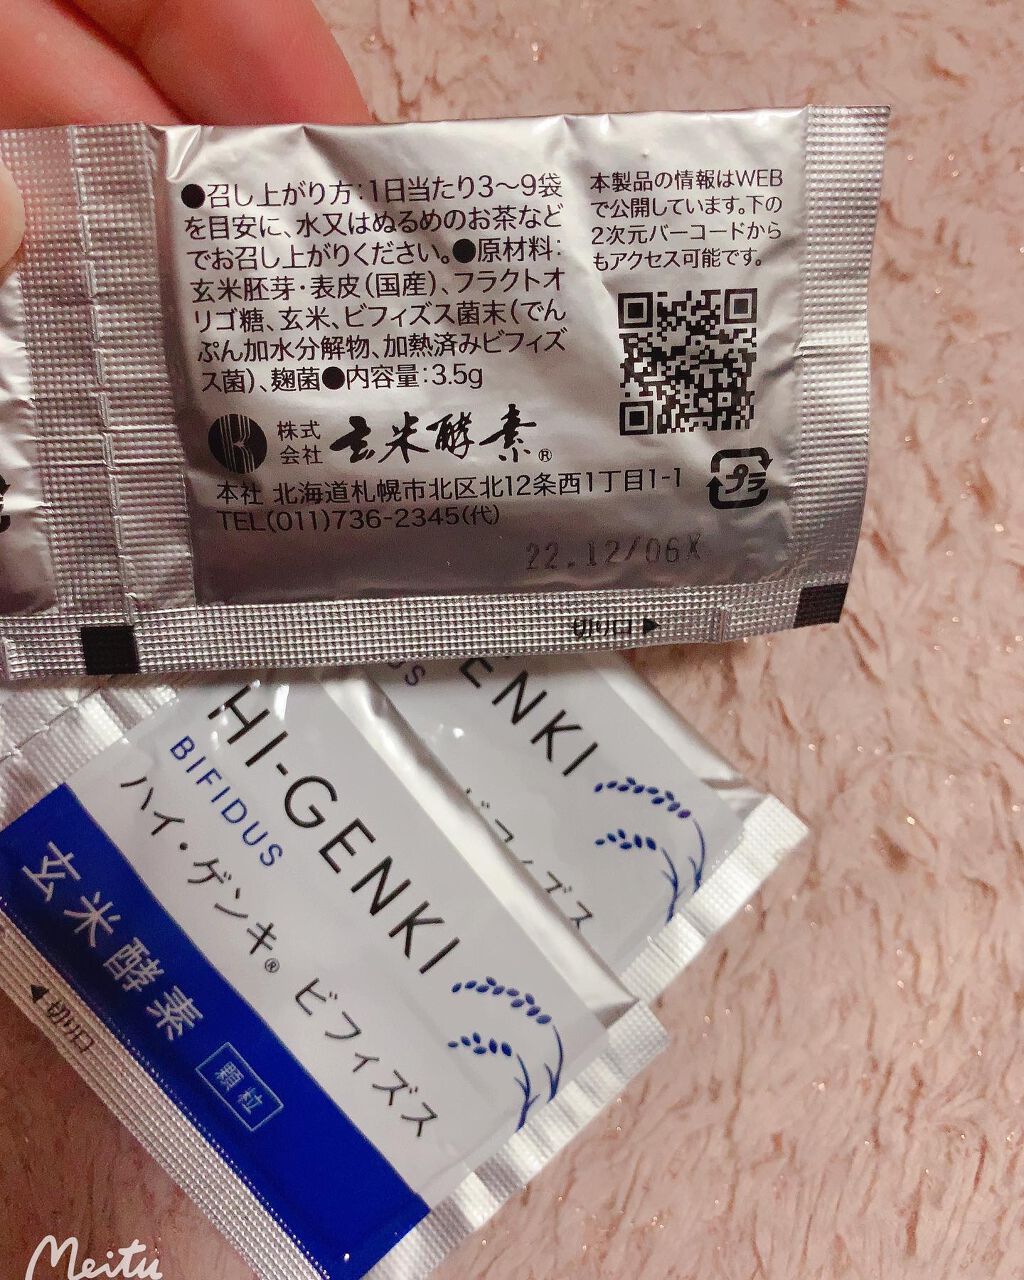 ●召し上がり方:1日当たり3〜9袋
を目安に、水又はぬるめのお茶など
でお召し上がりください。●原材料:
玄米胚芽・表皮(国産)、フラクトオ
リゴ糖、玄米、ビフィズス菌末(でん
ぷん加水分解物、加熱済みビフィズ
ス菌)、麹菌●内容量:3.5g
本製品の情報はWEB
で公開しています。下の
2次元バーコードから
もアクセス可能です。
株式
会社
玄米酵素®
プラ
本社 北海道札幌市北区北12条西1丁目1-1
TEL(011)736-2345(代)
22.12/06X
切り口
HI-GENKI
BIFIDUS
ハイ・ゲンキ® ビフィズス
玄米酵素
顆粒
切り口
ENKI
US
ビフィズス
Meitu